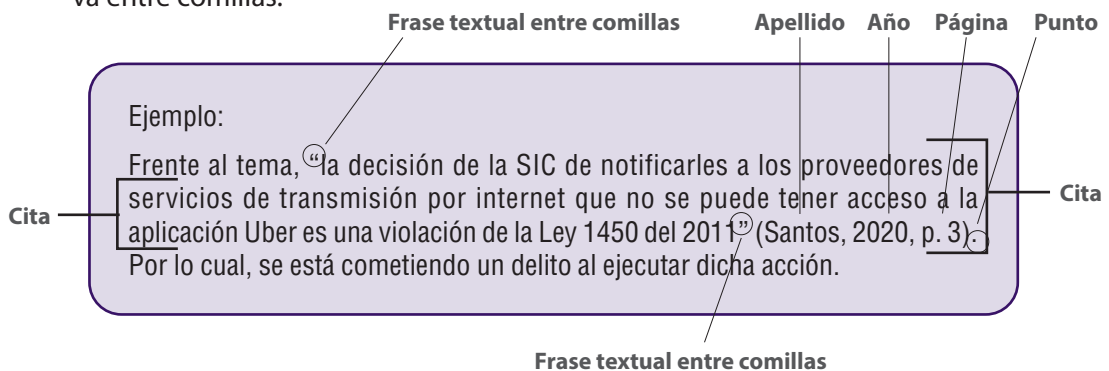 va entre comillas.
Frase textual entre comillas Apellido Año Página Punto
Ejemplo:
Frente al tema, “la decisión de la SIC de notificarles a los proveedores de
servicios de transmisión por internet que no se puede tener acceso a la
aplicación Uber es una violación de la Ley 1450 del 2011” (Santos, 2020, p. 3).
Por lo cual, se está cometiendo un delito al ejecutar dicha acción.
Cita
Cita
Frase textual entre comillas